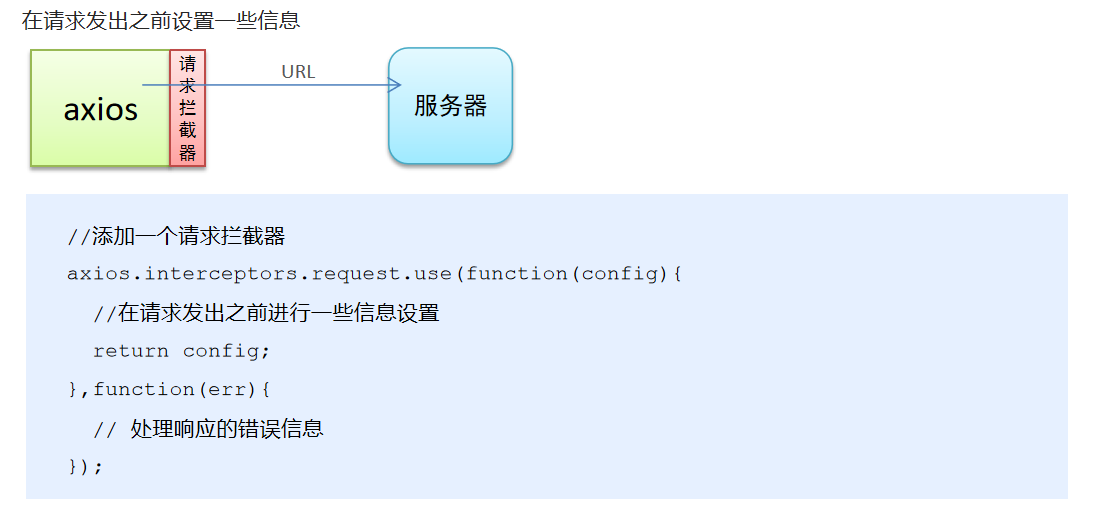 在请求发出之前设置一些信息
axios
请求拦截器
URL
服务器
//添加一个请求拦截器
axios.interceptors.request.use(function(config){
//在请求发出之前进行一些信息设置
return config;
},function(err){
// 处理响应的错误信息
});